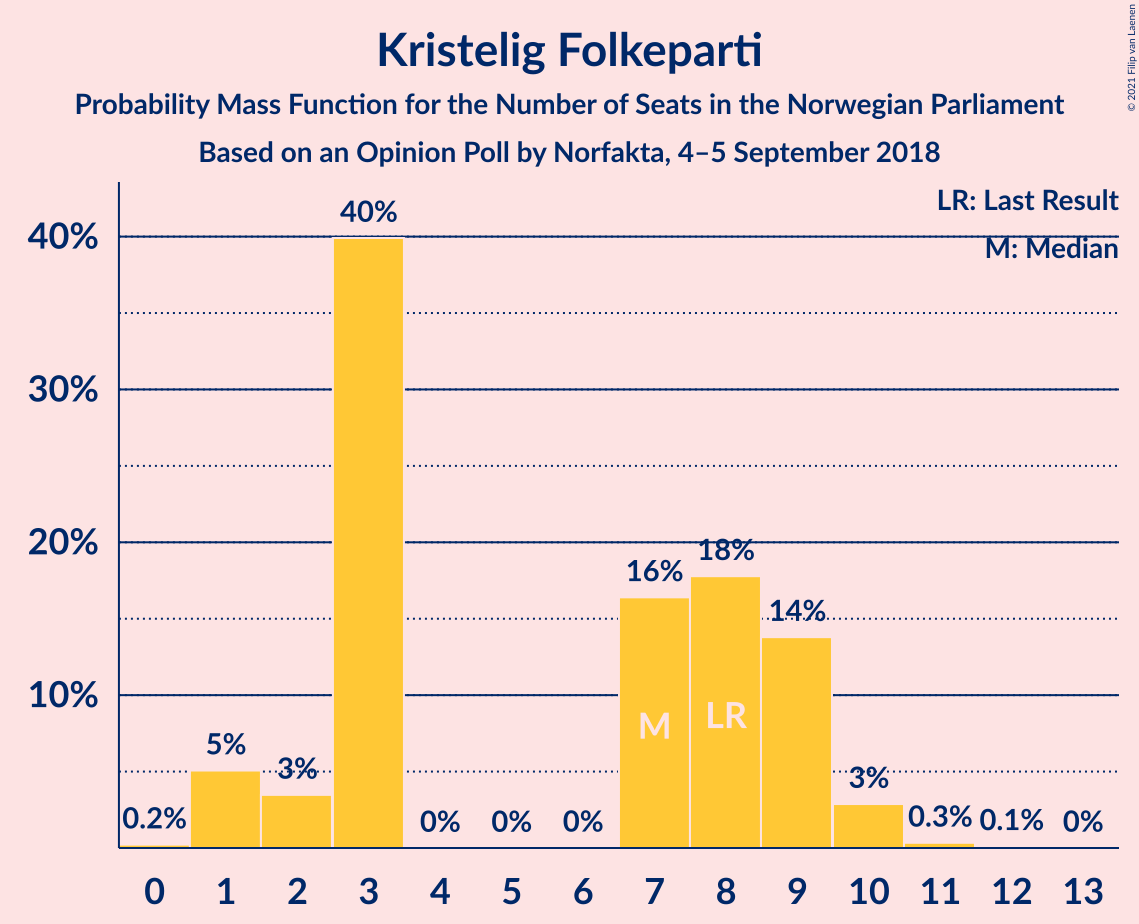 Kristelig Folkeparti
Probability Mass Function for the Number of Seats in the Norwegian Parliament
Based on an Opinion Poll by Norfakta, 4–5 September 2018
© 2021 Filip van Laenen
LR: Last Result
M: Median
40%
30%
20%
10%
0.2%
5%
3%
40%
0%
0%
0%
16%
18%
14%
3%
0.3%
0.1%
0%
M
LR
0 1 2 3 4 5 6 7 8 9 10 11 12 13